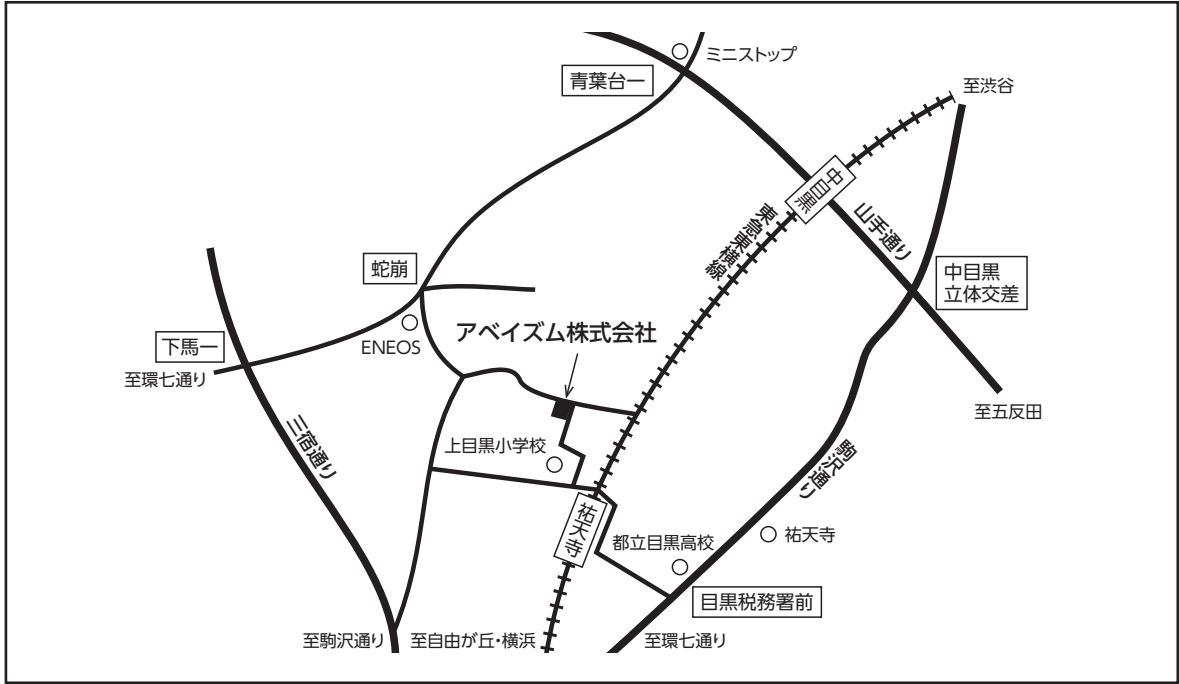 ミニストップ
青葉台一
至渋谷
中目黒
東急東横線
山手通り
蛇崩
中目黒
立体交差
アベイズム株式会社
ENEOS
下馬一
至環七通り
至五反田
三宿通り
上目黒小学校
駒沢通り
祐天寺
都立目黒高校
祐天寺
目黒税務署前
至駒沢通り
至自由が丘・横浜
至環七通り